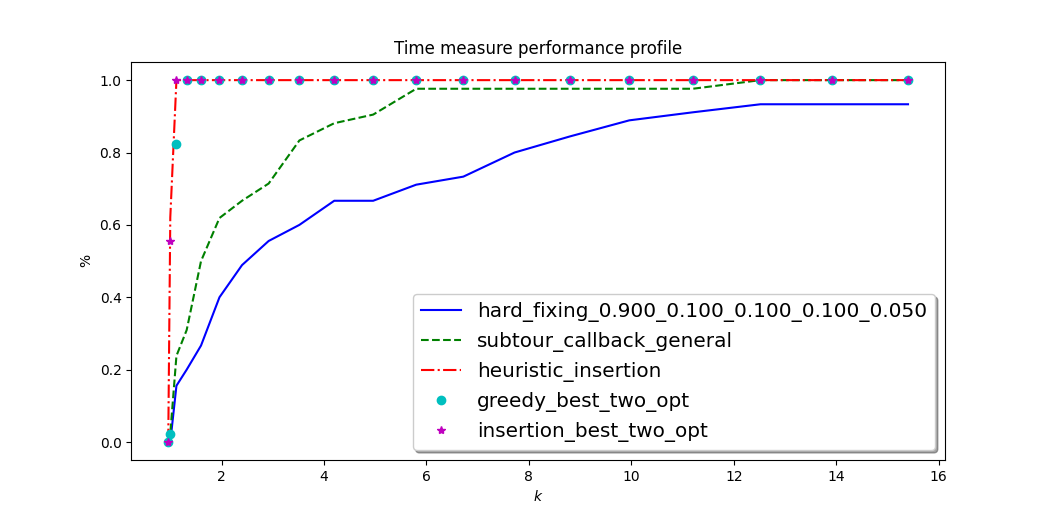 Time measure performance profile
1.0
0.8
0.6
0.4
0.2
0.0
%
2 4 6 8 10 12 14 16
k
hard_fixing_0.900_0.100_0.100_0.100_0.050
subtour_callback_general
heuristic_insertion
greedy_best_two_opt
insertion_best_two_opt